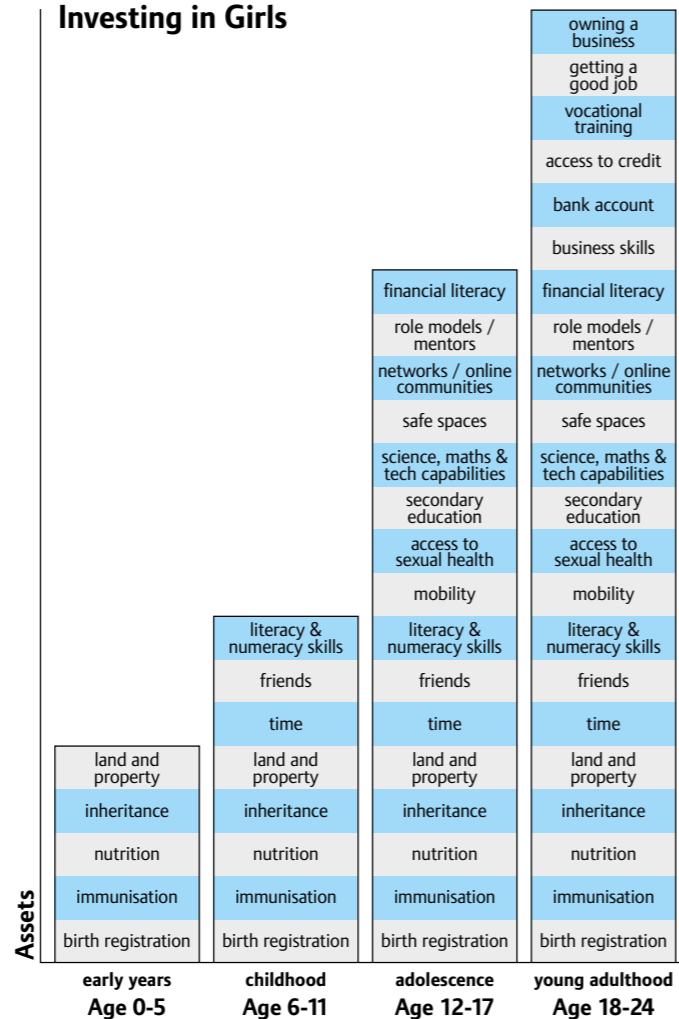 Investing in Girls
Assets
land and
property
inheritance
nutrition
immunisation
birth registration
early years
Age 0-5
literacy &
numeracy skills
friends
time
land and
property
inheritance
nutrition
immunisation
birth registration
childhood
Age 6-11
financial literacy
role models /
mentors
networks / online
communities
safe spaces
science, maths &
tech capabilities
secondary
education
access to
sexual health
mobility
literacy &
numeracy skills
friends
time
land and
property
inheritance
nutrition
immunisation
birth registration
adolescence
Age 12-17
owning a
business
getting a
good job
vocational
training
access to credit
bank account
business skills
financial literacy
role models /
mentors
networks / online
communities
safe spaces
science, maths &
tech capabilities
secondary
education
access to
sexual health
mobility
literacy &
numeracy skills
friends
time
land and
property
inheritance
nutrition
immunisation
birth registration
young adulthood
Age 18-24